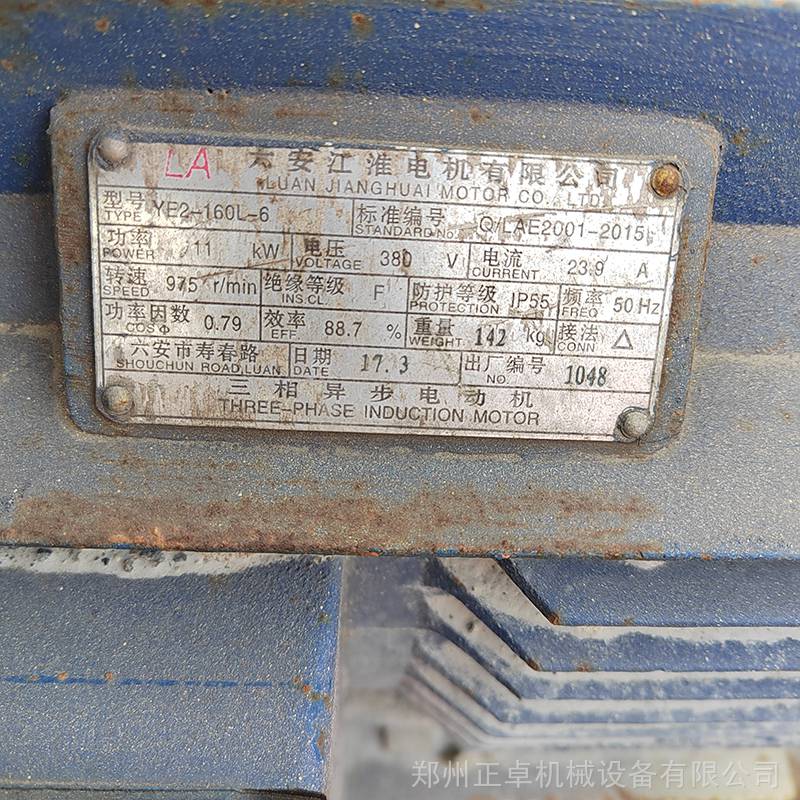 LA 六安江淮电机有限公司
LUAN JIANGHUAI MOTOR CO., LTD.
型号 TYPE YE2-160L-6 标准编号 STANDARD No. Q/LAE2001-2015
功率 POWER 11 kW 电压 VOLTAGE 380 V 电流 CURRENT 23.9 A
转速 SPEED 975 r/min 绝缘等级 INS CL F 防护等级 PROTECTION IP55 频率 FREQ 50 Hz
功率因数 COS Φ 0.79 效率 EFF 88.7 % 重量 WEIGHT 142 kg 接法 CONN △
六安市寿春路 SHOUCHUN ROAD,LUAN 日期 DATE 17.3 出厂编号 NO. 1048
三相异步电动机
THREE-PHASE INDUCTION MOTOR
郑州正卓机械设备有限公司